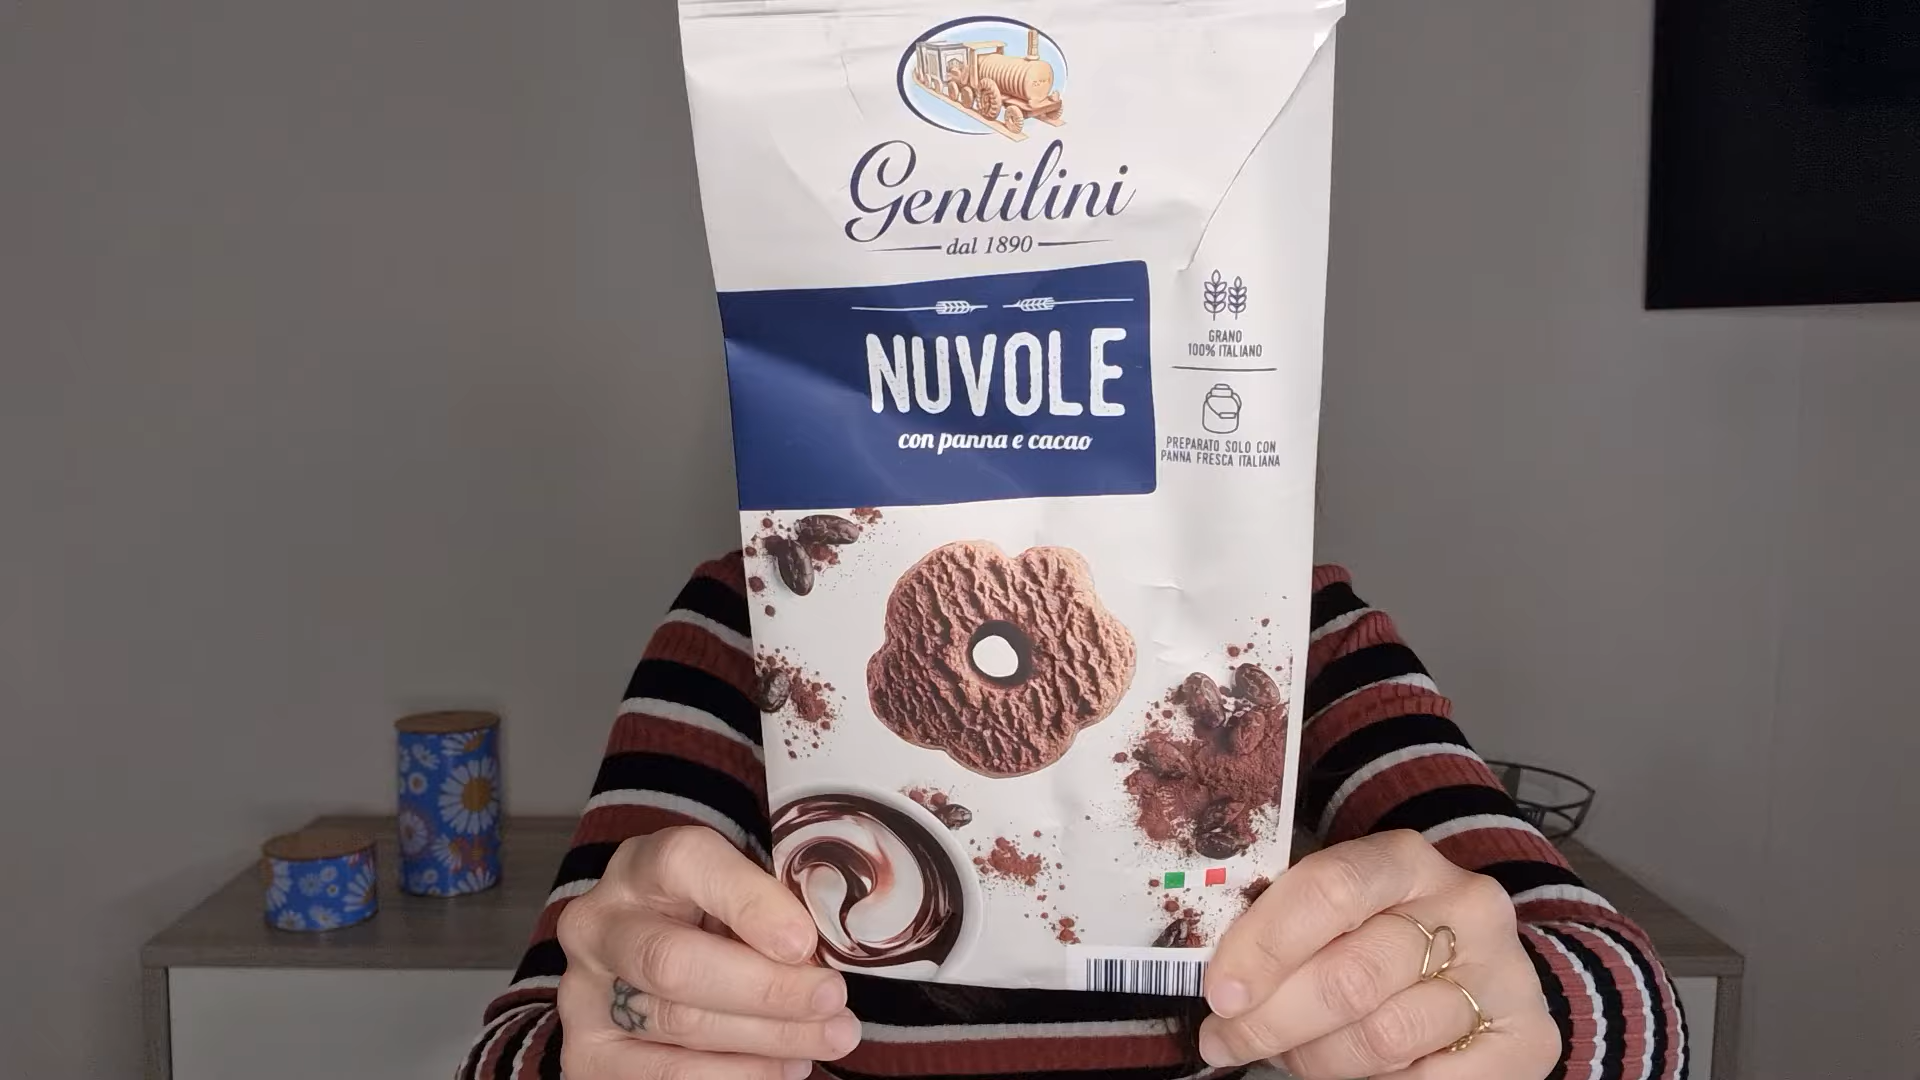 Gentilini
dal 1890
NUVOLE
con panna e cacao
GRANO
100% ITALIANO
PREPARATO SOLO CON
PANNA FRESCA ITALIANA